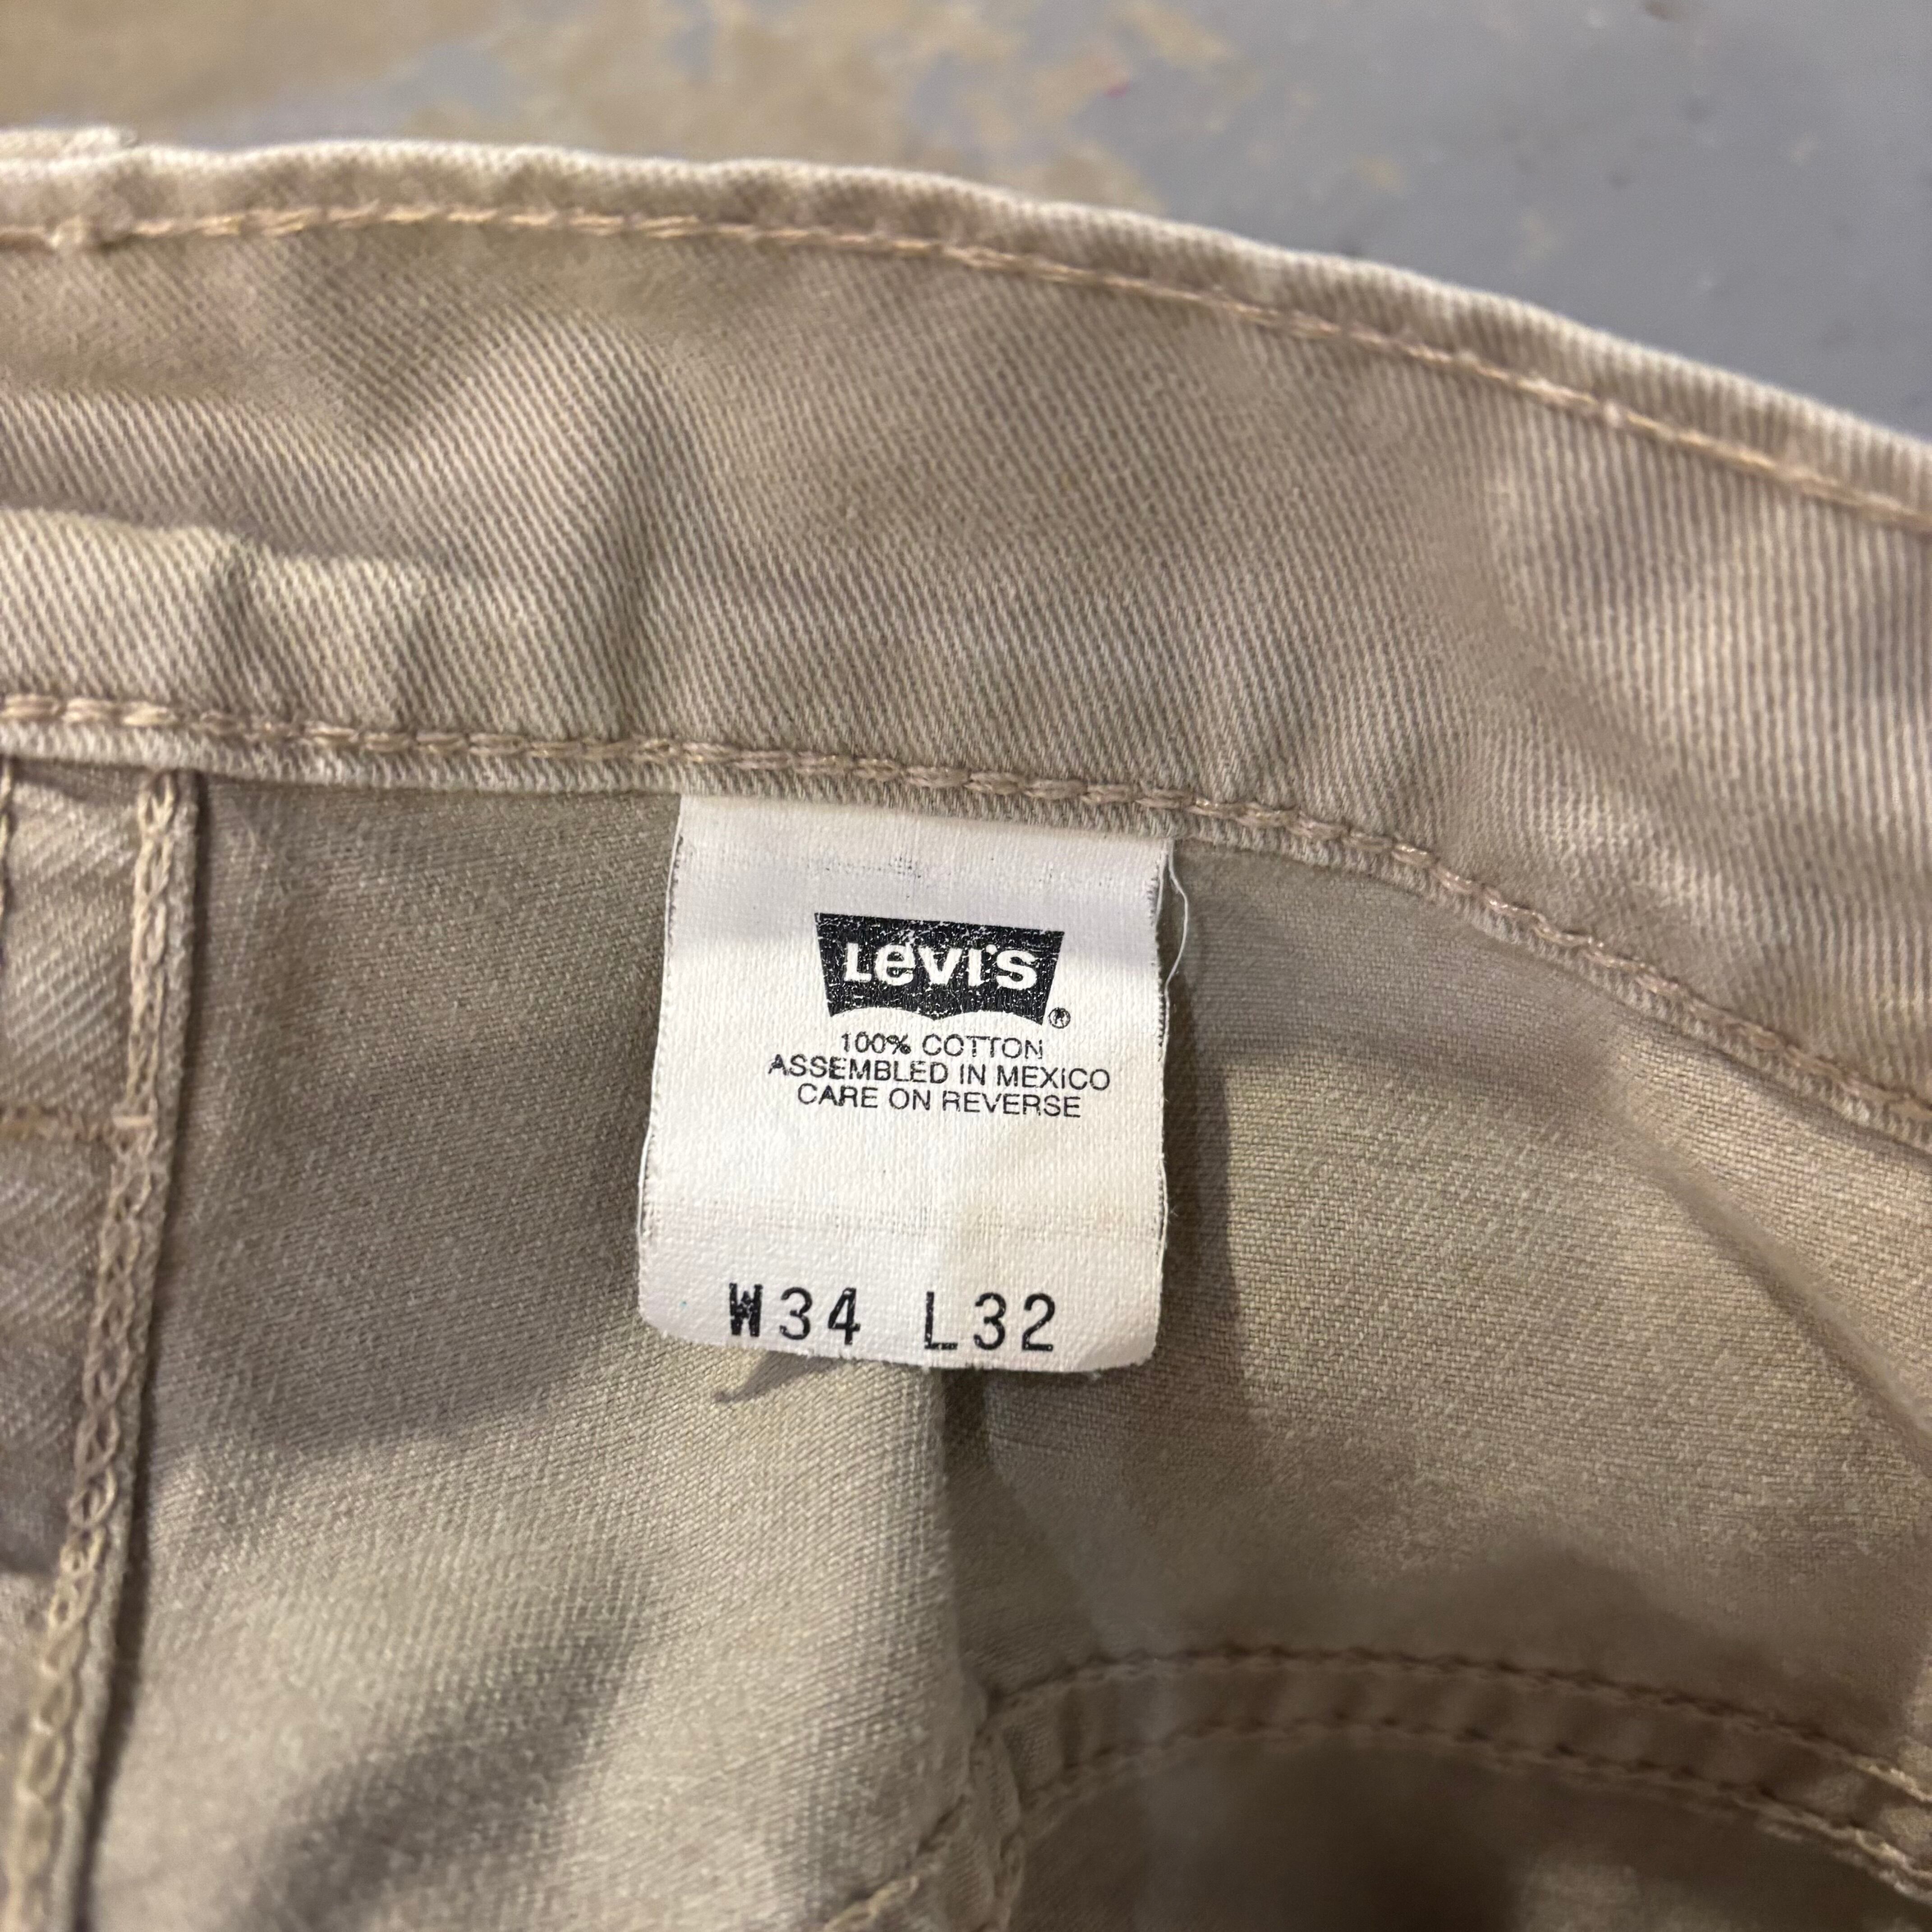 Levi's®
100% COTTON
ASSEMBLED IN MEXICO
CARE ON REVERSE
W34 L32